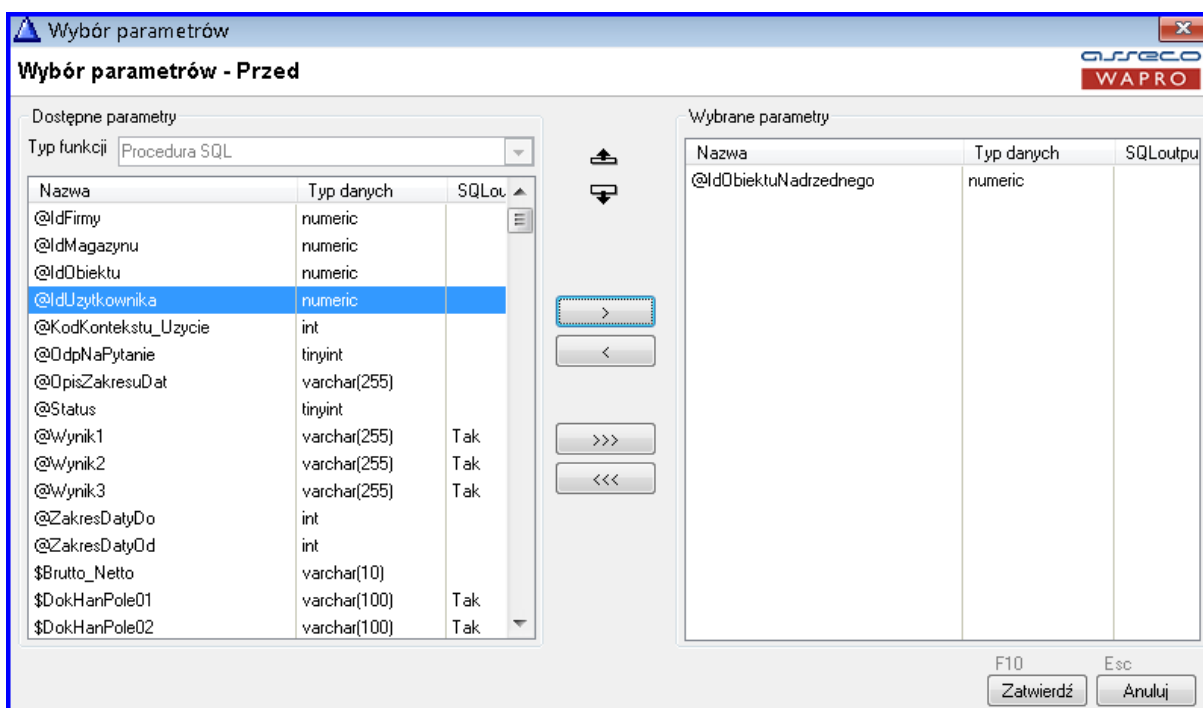 Wybór parametrów
Wybór parametrów - Przed
asseco
WAPRO
Dostępne parametry
Typ funkcji Procedura SQL
Nazwa Typ danych SQLou
@IdFirmy numeric
@IdMagazynu numeric
@IdObiektu numeric
@IdUzytkownika numeric
@KodKontekstu_Uzycie int
@OdpNaPytanie tinyint
@OpisZakresuDat varchar(255)
@Status tinyint
@Wynik1 varchar(255) Tak
@Wynik2 varchar(255) Tak
@Wynik3 varchar(255) Tak
@ZakresDatyDo int
@ZakresDatyOd int
$Brutto_Netto varchar(10)
$DokHanPole01 varchar(100) Tak
$DokHanPole02 varchar(100) Tak
>
<
>>>
<<<
Wybrane parametry
Nazwa Typ danych SQLoutpu
@IdObiektuNadrzednego numeric
F10 Esc
Zatwierdź Anuluj